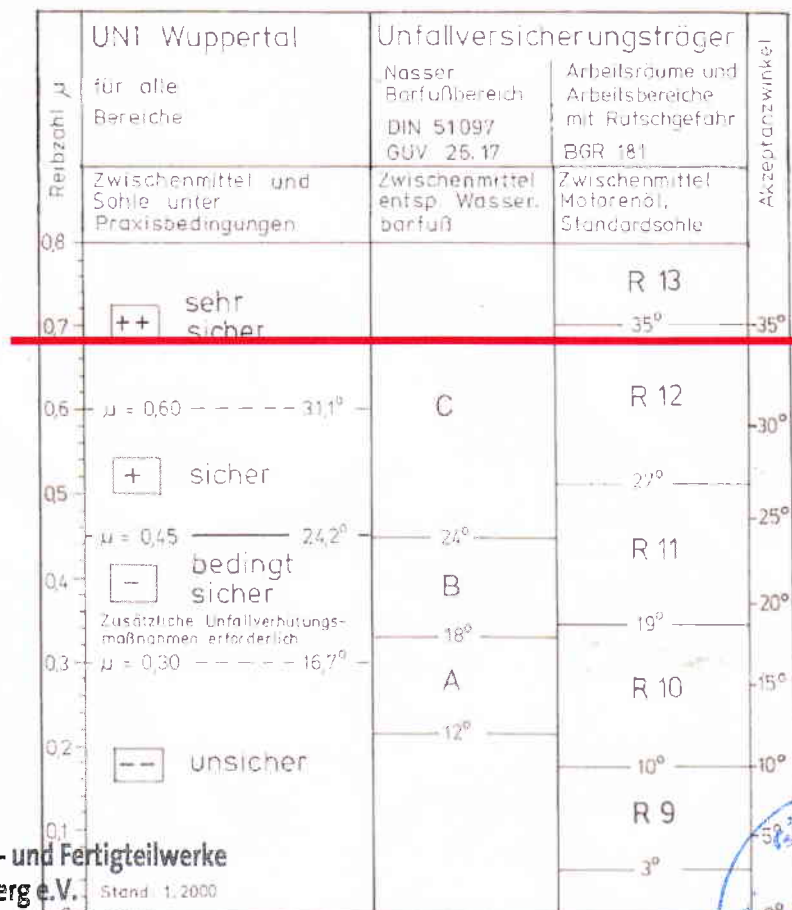 UNI Wuppertal
für alle
Bereiche
Zwischenmittel und
Sohle unter
Praxisbedingungen
Unfallversicherungsträger
Nasser
Barfußbereich
DIN 51097
GUV 25.17
Zwischenmittel
entsp. Wasser.
barfuß
Arbeitsräume und
Arbeitsbereiche
mit Rutschgefahr
BGR 181
Zwischenmittel
Motorenöl,
Standardsohle
Reibzahl µ
Akzeptanzwinkel
0,8
R 13
++ sehr
sicher
0,7
35°
35°
0,6
µ = 0,60
31,1°
C
R 12
30°
+ sicher
27°
0,5
25°
µ = 0,45
24,2°
24°
R 11
- bedingt
sicher
0,4
B
20°
Zusätzliche Unfallverhütungs-
maßnahmen erforderlich
18°
19°
0,3
µ = 0,30
16,7°
A
R 10
15°
12°
0,2
-- unsicher
10°
10°
R 9
0,1
5°
- und Fertigteilwerke
3°
erg e.V.
Stand: 1.2000